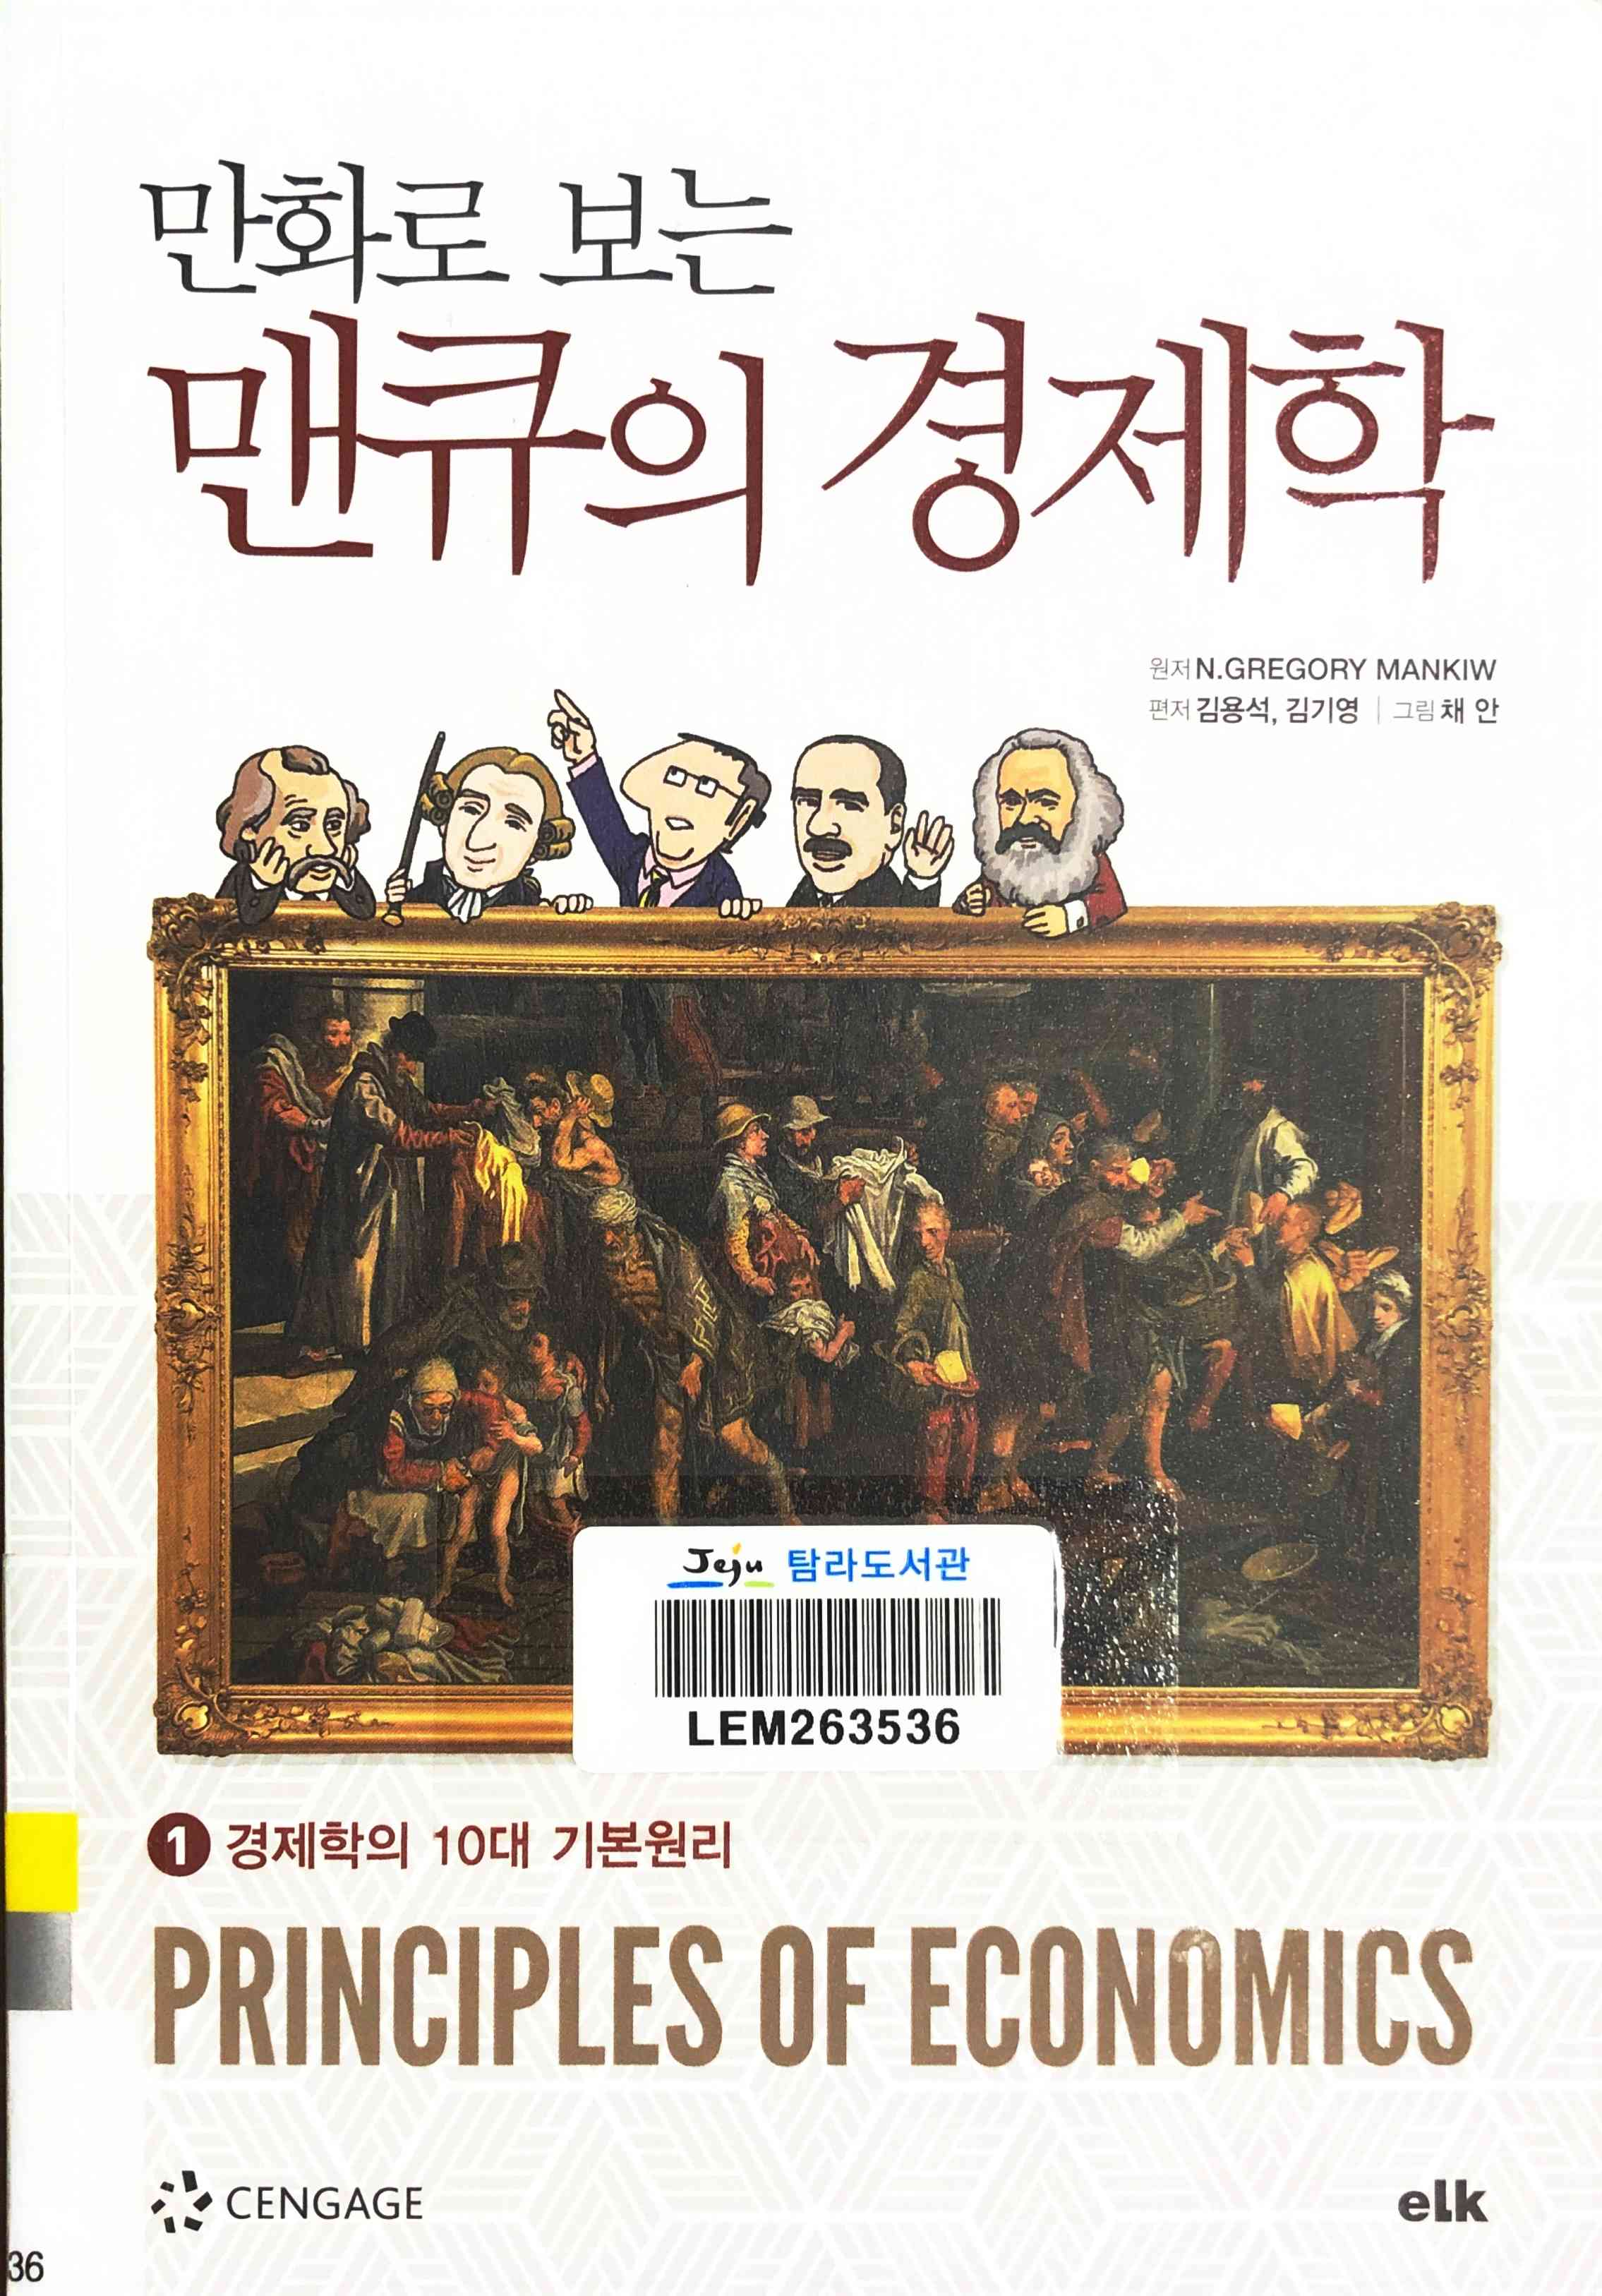 만화로 보는
맨큐의 경제학
원저 N.GREGORY MANKIW
편저 김용석, 김기영 | 그림 채 안
Jeju 탐라도서관
LEM263536
1 경제학의 10대 기본원리
PRINCIPLES OF ECONOMICS
CENGAGE
elk
36